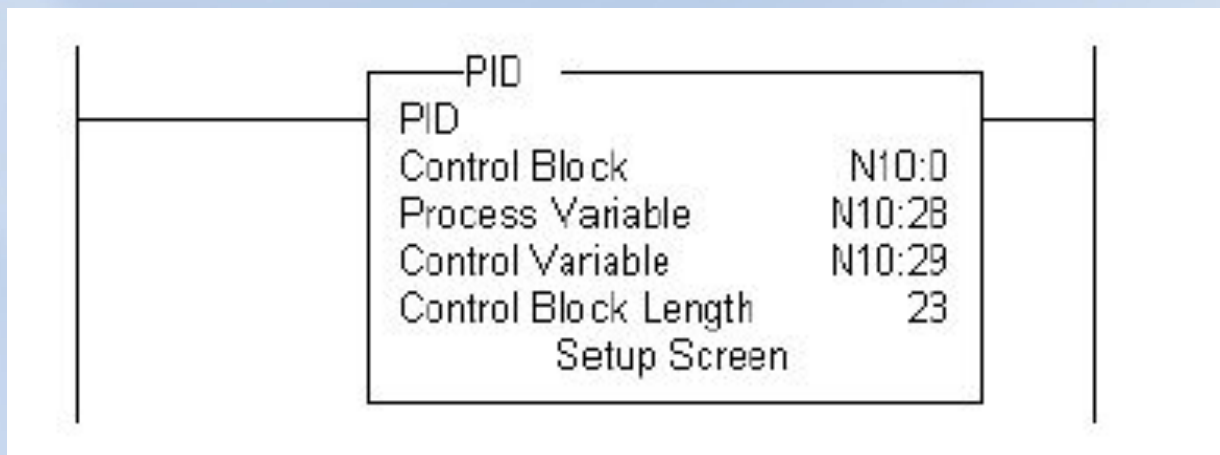 PID
PID
Control Block N10:0
Process Variable N10:28
Control Variable N10:29
Control Block Length 23
Setup Screen